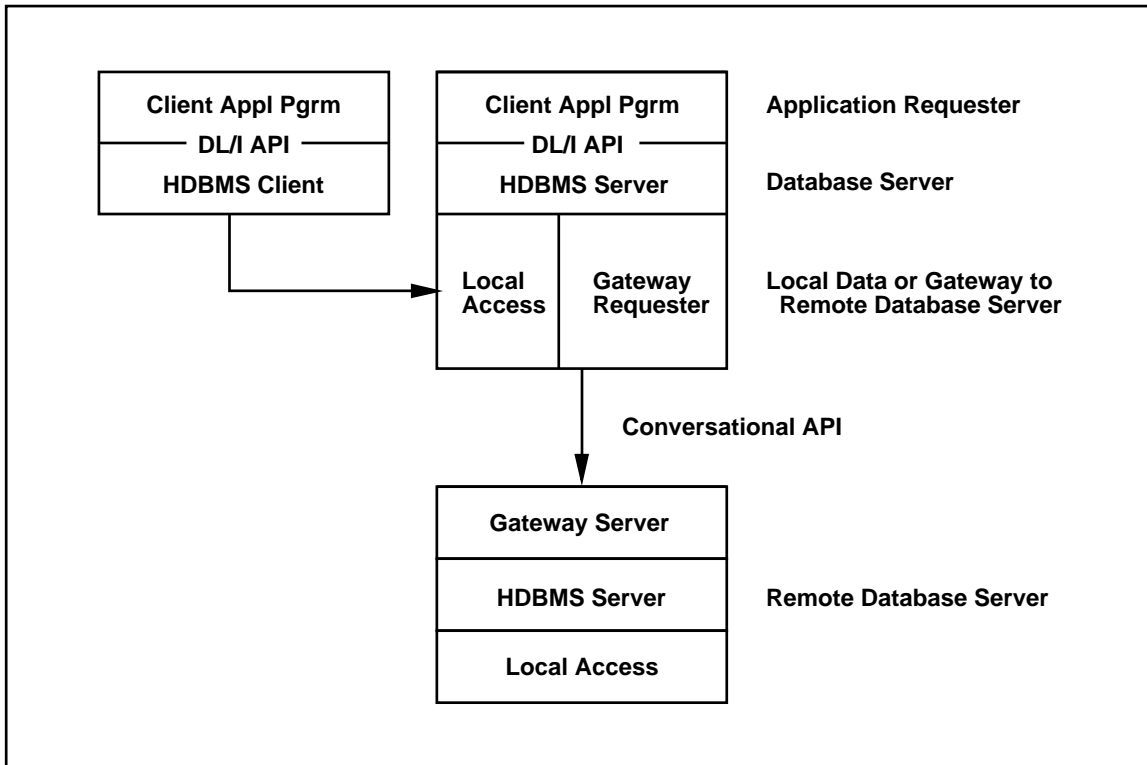 Client Appl Pgrm
DL/I API
HDBMS Client
Client Appl Pgrm
DL/I API
HDBMS Server
Local
Access
Gateway
Requester
Application Requester
Database Server
Local Data or Gateway to
Remote Database Server
Conversational API
Gateway Server
HDBMS Server
Local Access
Remote Database Server